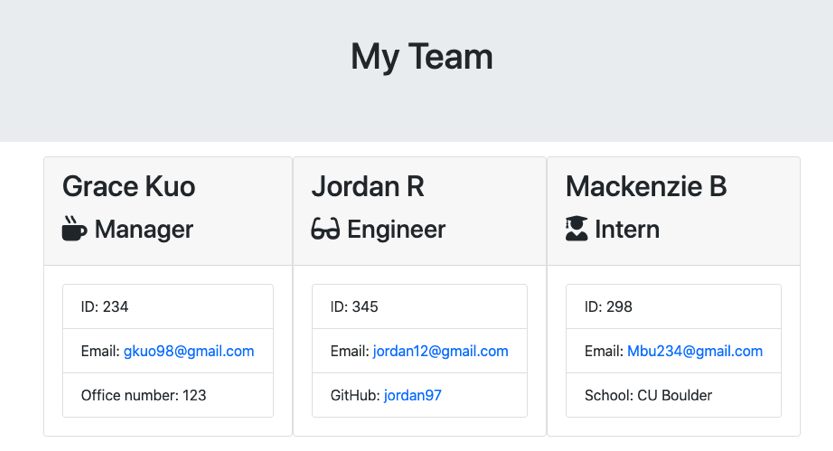 My Team
Grace Kuo
Manager
ID: 234
Email: gkuo98@gmail.com
Office number: 123
Jordan R
Engineer
ID: 345
Email: jordan12@gmail.com
GitHub: jordan97
Mackenzie B
Intern
ID: 298
Email: Mbu234@gmail.com
School: CU Boulder